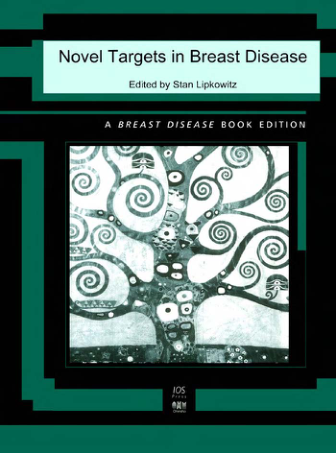 Novel Targets in Breast Disease
Edited by Stan Lipkowitz
A BREAST DISEASE BOOK EDITION
IOS
Press